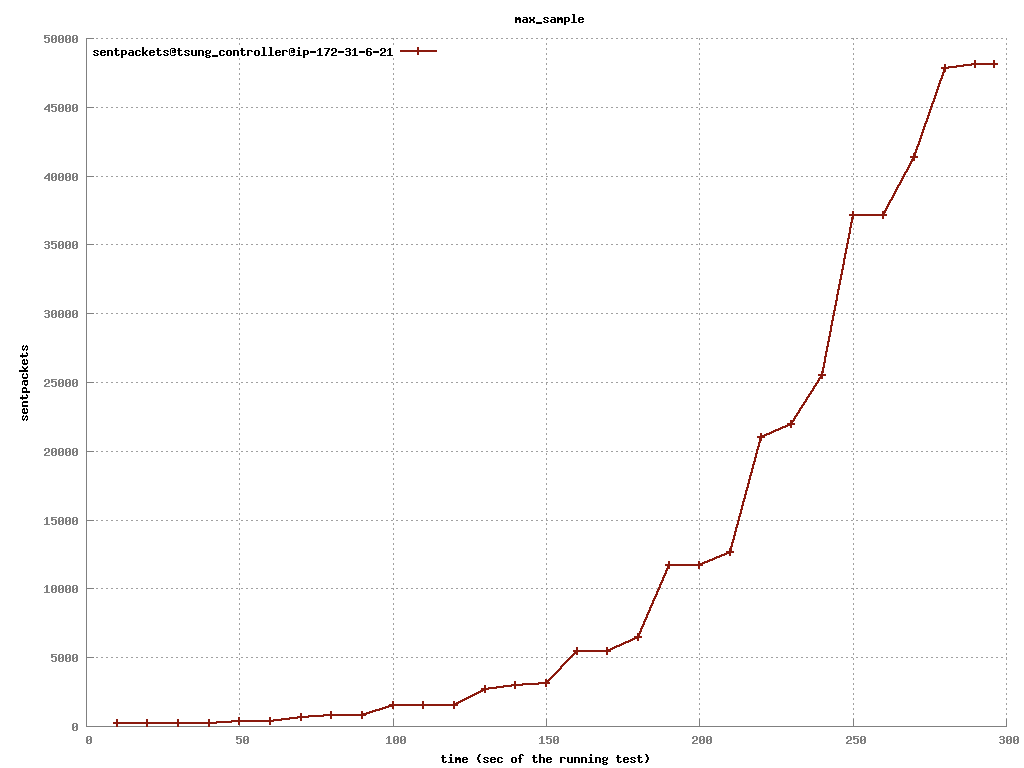 max_sample
sentpackets@tsung_controller@ip-172-31-6-21
50000
45000
40000
35000
30000
25000
20000
15000
10000
5000
0
sentpackets
0 50 100 150 200 250 300
time (sec of the running test)